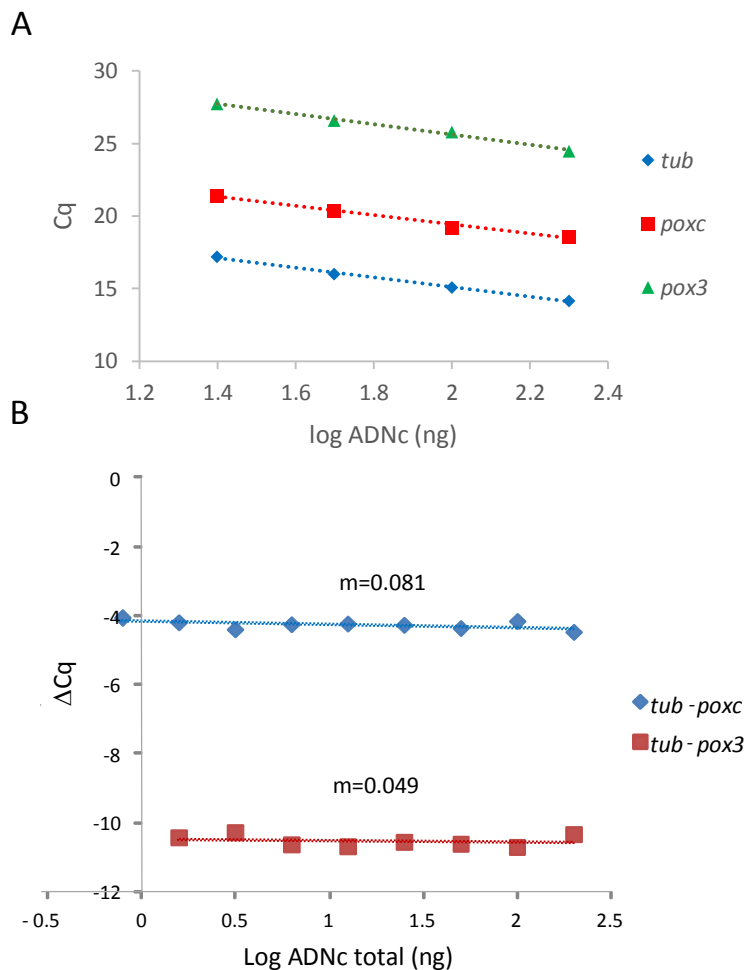 A
30
25
20
15
10
Cq
1.2 1.4 1.6 1.8 2 2.2 2.4
log ADNc (ng)
tub
poxc
pox3
B
0
-2
-4
-6
-8
-10
-12
ΔCq
m=0.081
m=0.049
- 0.5 0 0.5 1 1.5 2 2.5
Log ADNc total (ng)
tub - poxc
tub - pox3